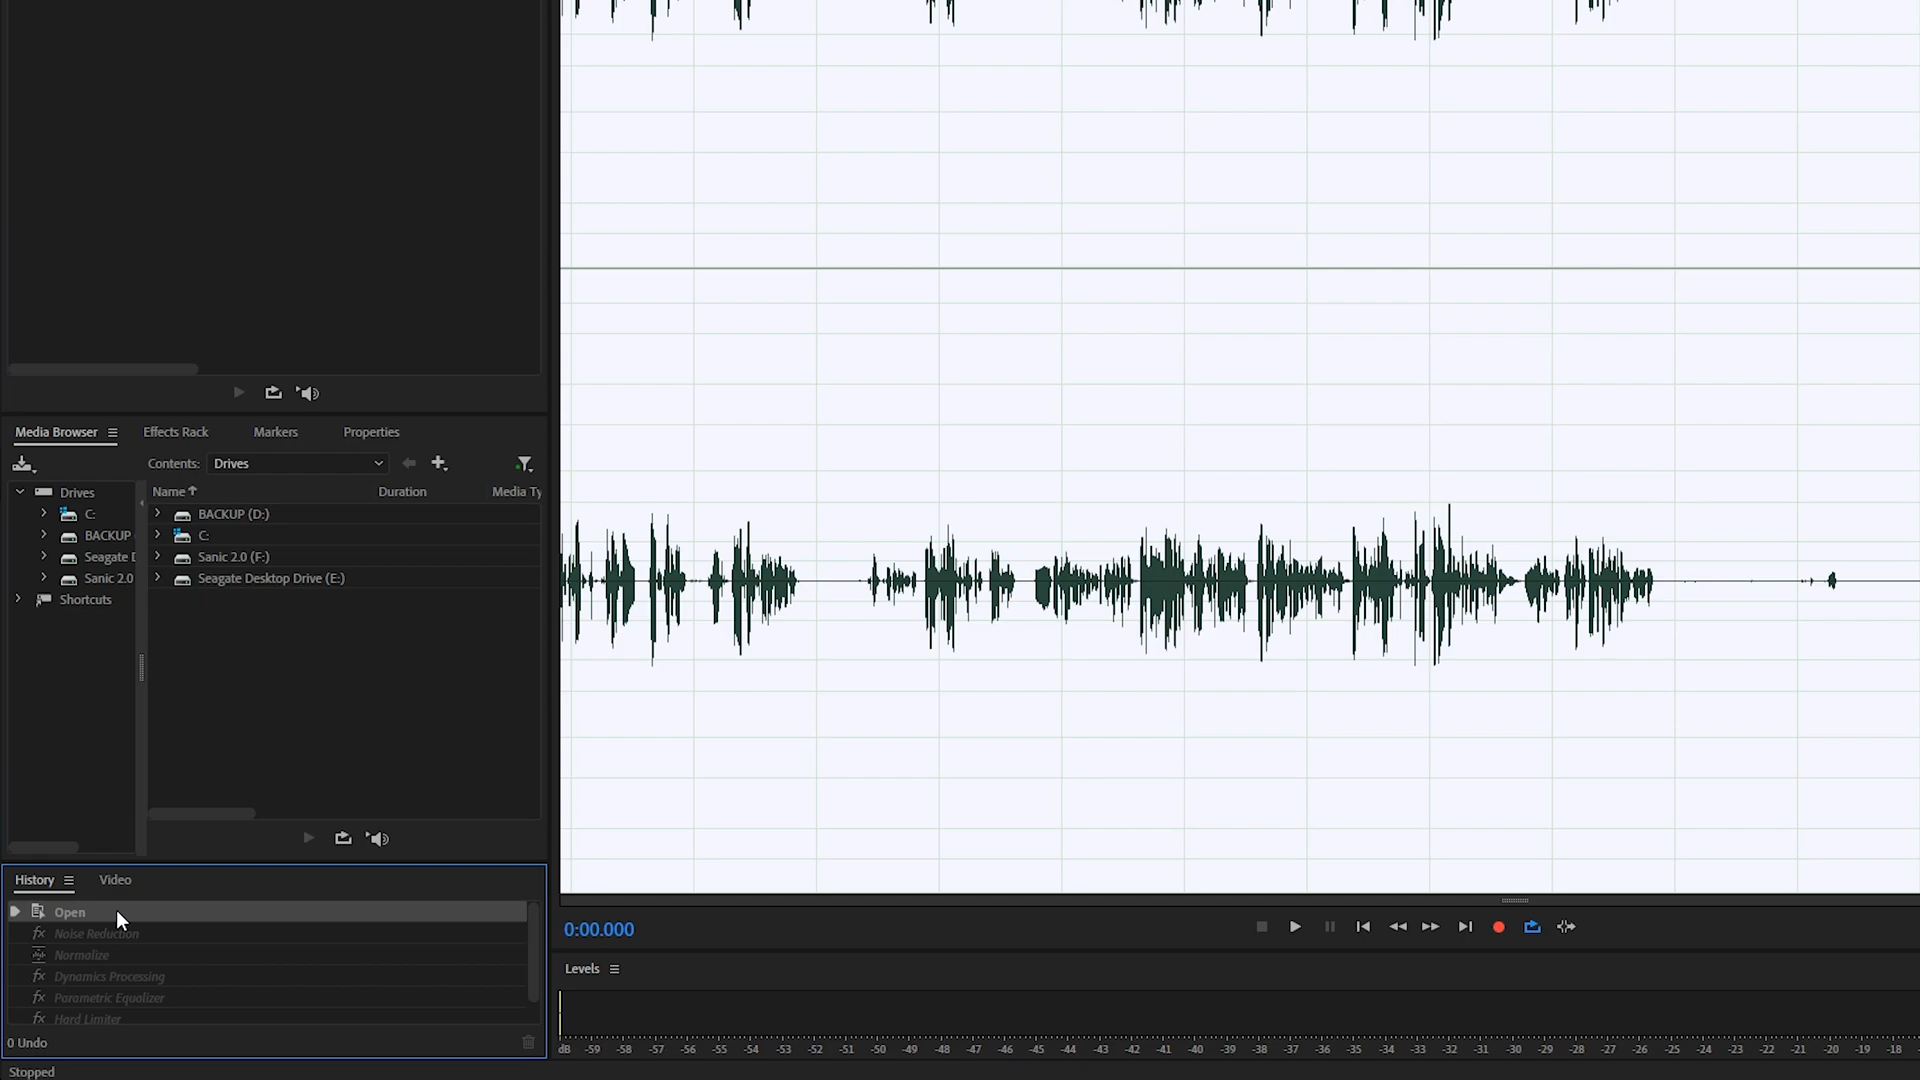 Media Browser Effects Rack Markers Properties
Contents: Drives
Drives Name Duration Media Ty
C: BACKUP (D:)
BACKUP C:
Seagate D Sanic 2.0 (F:)
Sanic 2.0 Seagate Desktop Drive (E:)
Shortcuts
History Video
Open
Noise Reduction
Normalize
Dynamics Processing
Parametric Equalizer
Hard Limiter
0 Undo
Stopped
0:00.000
Levels
dB -59 -58 -57 -56 -55 -54 -53 -52 -51 -50 -49 -48 -47 -46 -45 -44 -43 -42 -41 -40 -39 -38 -37 -36 -35 -34 -33 -32 -31 -30 -29 -28 -27 -26 -25 -24 -23 -22 -21 -20 -19 -18